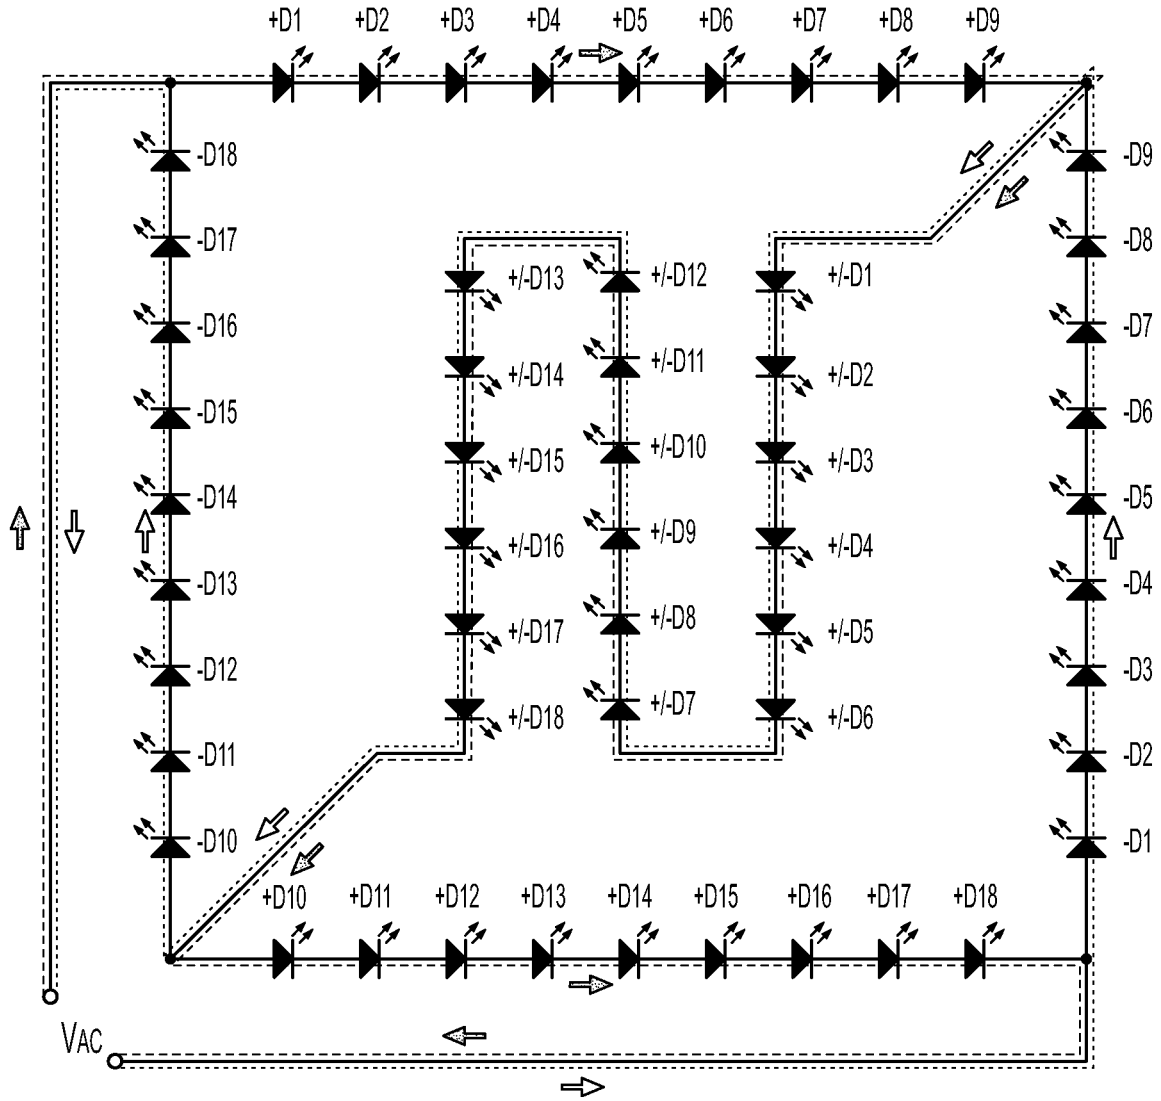 +D1 +D2 +D3 +D4 +D5 +D6 +D7 +D8 +D9
-D18 -D9
-D17 -D8
+/-D13 +/-D12 +/-D1
-D16 -D7
+/-D14 +/-D11 +/-D2
-D15 -D6
+/-D15 +/-D10 +/-D3
-D14 -D5
+/-D16 +/-D9 +/-D4
-D13 -D4
+/-D17 +/-D8 +/-D5
-D12 -D3
+/-D18 +/-D7 +/-D6
-D11 -D2
-D10 -D1
+D10 +D11 +D12 +D13 +D14 +D15 +D16 +D17 +D18
VAC